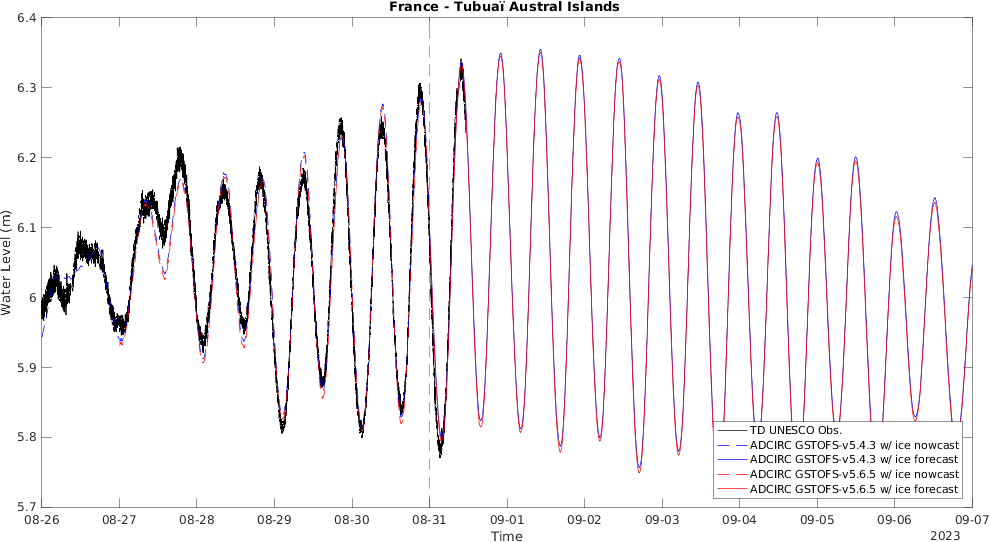 France - Tubuaï Austral Islands
6.4
6.3
6.2
6.1
6
5.9
5.8
5.7
Water Level (m)
08-26 08-27 08-28 08-29 08-30 08-31 09-01 09-02 09-03 09-04 09-05 09-06 09-07
Time
2023
TD UNESCO Obs.
ADCIRC GSTOFS-v5.4.3 w/ ice nowcast
ADCIRC GSTOFS-v5.4.3 w/ ice forecast
ADCIRC GSTOFS-v5.6.5 w/ ice nowcast
ADCIRC GSTOFS-v5.6.5 w/ ice forecast